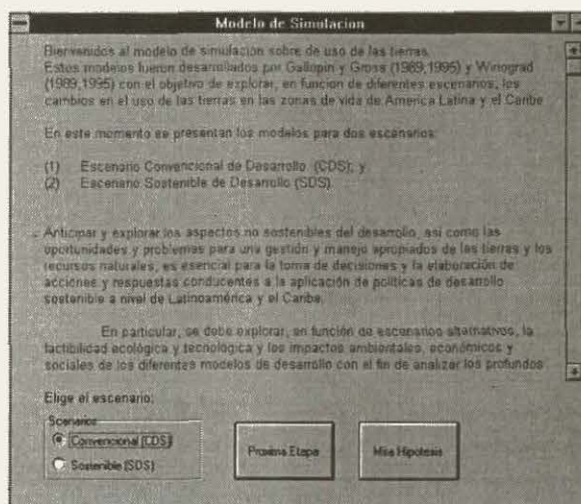 Modelo de Simulacion
Bienvenidos al modelo de simulacion sobre de uso de las tierras.
Estos modelos fueron desarrollados por Gallopin y Gross (1989,1995) y Winograd
(1989,1995) con el objetivo de explorar, en función de diferentes escenarios, los
cambios en el uso de las tierras en las zonas de vida de America Latina y el Caribe
En este momento se presentan los modelos para dos escenarios:
(1) Escenario Convencional de Desarrollo (CDS); y
(2) Escenario Sostenible de Desarrollo (SDS).
Anticipar y explorar los aspectos no sostenibles del desarrollo, asi como las
oportunidades y problemas para una gestión y manejo apropiados de las tierras y los
recursos naturales, es esencial para la toma de decisiones y la elaboración de
acciones y respuestas conducentes a la aplicación de politicas de desarrollo
sostenible a nivel de Latinoamérica y el Caribe.
En particular, se debe explorar, en función de escenarios alternativos, la
factibilidad ecológica y tecnológica y los impactos ambientales, económicos y
sociales de los diferentes modelos de desarrollo con el fin de analizar los profundos
Elige el escenario:
Scenarios
Convencional (CDS)
Sostenible (SDS)
Proxima Etapa
Mas Hipotesis